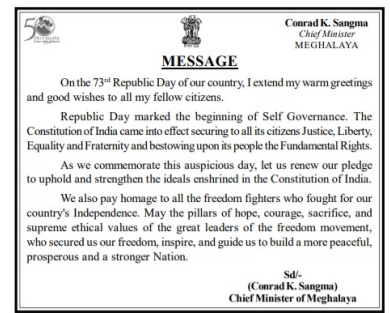 50
Conrad K. Sangma
Chief Minister
MEGHALAYA
MESSAGE
On the 73rd Republic Day of our country, I extend my warm greetings
and good wishes to all my fellow citizens.
Republic Day marked the beginning of Self Governance. The
Constitution of India came into effect securing to all its citizens Justice, Liberty,
Equality and Fraternity and bestowing upon its people the Fundamental Rights.
As we commemorate this auspicious day, let us renew our pledge
to uphold and strengthen the ideals enshrined in the Constitution of India.
We also pay homage to all the freedom fighters who fought for our
country's Independence. May the pillars of hope, courage, sacrifice, and
supreme ethical values of the great leaders of the freedom movement,
who secured us our freedom, inspire, and guide us to build a more peaceful,
prosperous and a stronger Nation.
Sd/-
(Conrad K. Sangma)
Chief Minister of Meghalaya